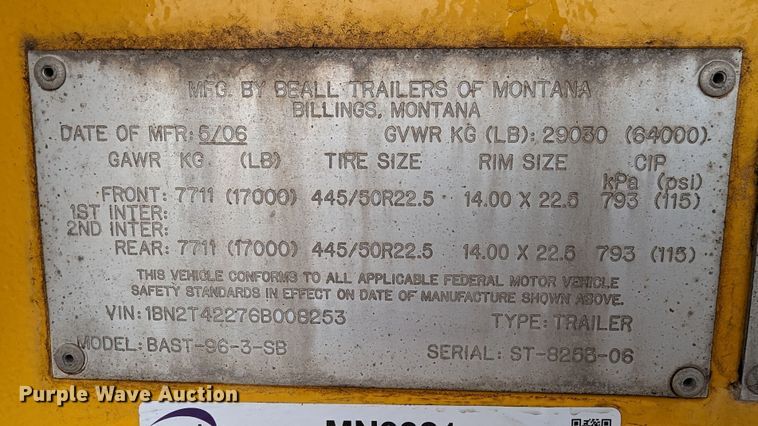 MFG. BY BEALL TRAILERS OF MONTANA
BILLINGS, MONTANA
DATE OF MFR: 5/06 GVWR KG (LB): 29030 (64000)
GAWR KG (LB) TIRE SIZE RIM SIZE CIP
kPa (psi)
FRONT: 7711 (17000) 445/50R22.5 14.00 X 22.5 793 (115)
1ST INTER:
2ND INTER:
REAR: 7711 (17000) 445/50R22.5 14.00 X 22.5 793 (115)
THIS VEHICLE CONFORMS TO ALL APPLICABLE FEDERAL MOTOR VEHICLE
SAFETY STANDARDS IN EFFECT ON DATE OF MANUFACTURE SHOWN ABOVE.
VIN: 1BN2T42276B008253 TYPE: TRAILER
MODEL: BAST-96-3-SB SERIAL: ST-8253-06
Purple Wave Auction